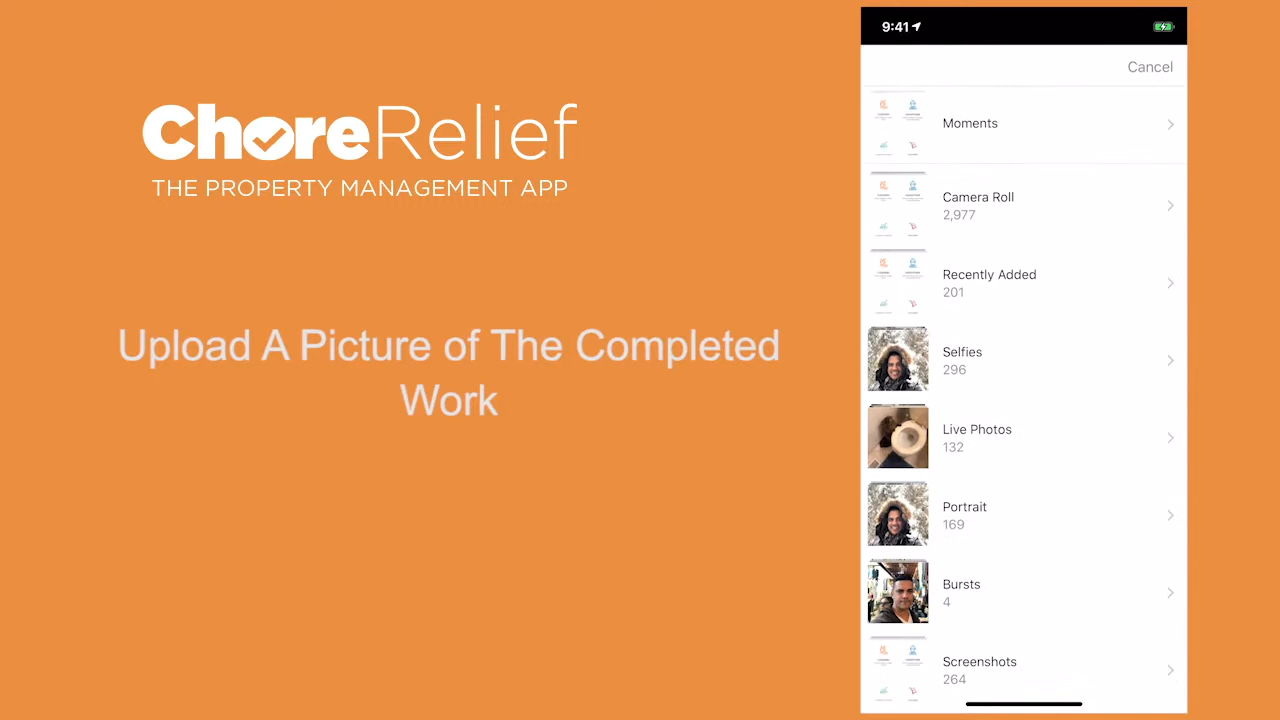 ChoreRelief
THE PROPERTY MANAGEMENT APP
Upload A Picture of The Completed
Work
9:41
Cancel
Moments
Camera Roll
2,977
Recently Added
201
Selfies
296
Live Photos
132
Portrait
169
Bursts
4
Screenshots
264